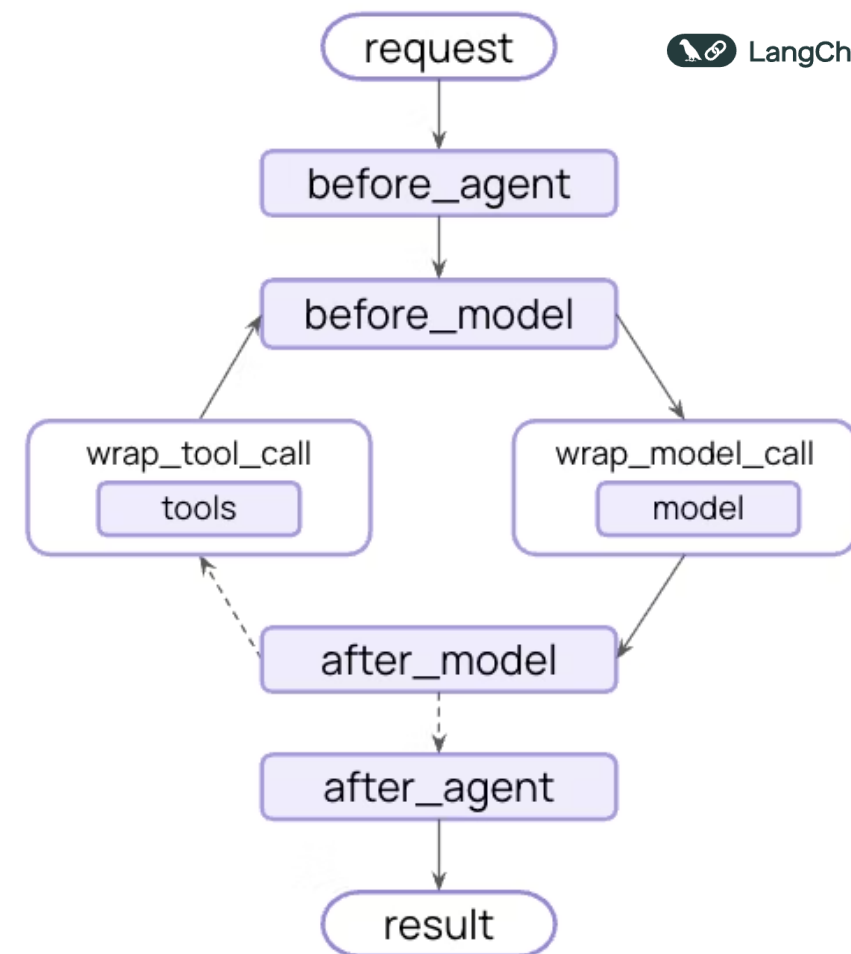 request
LangCh
before_agent
before_model
wrap_tool_call
tools
wrap_model_call
model
after_model
after_agent
result